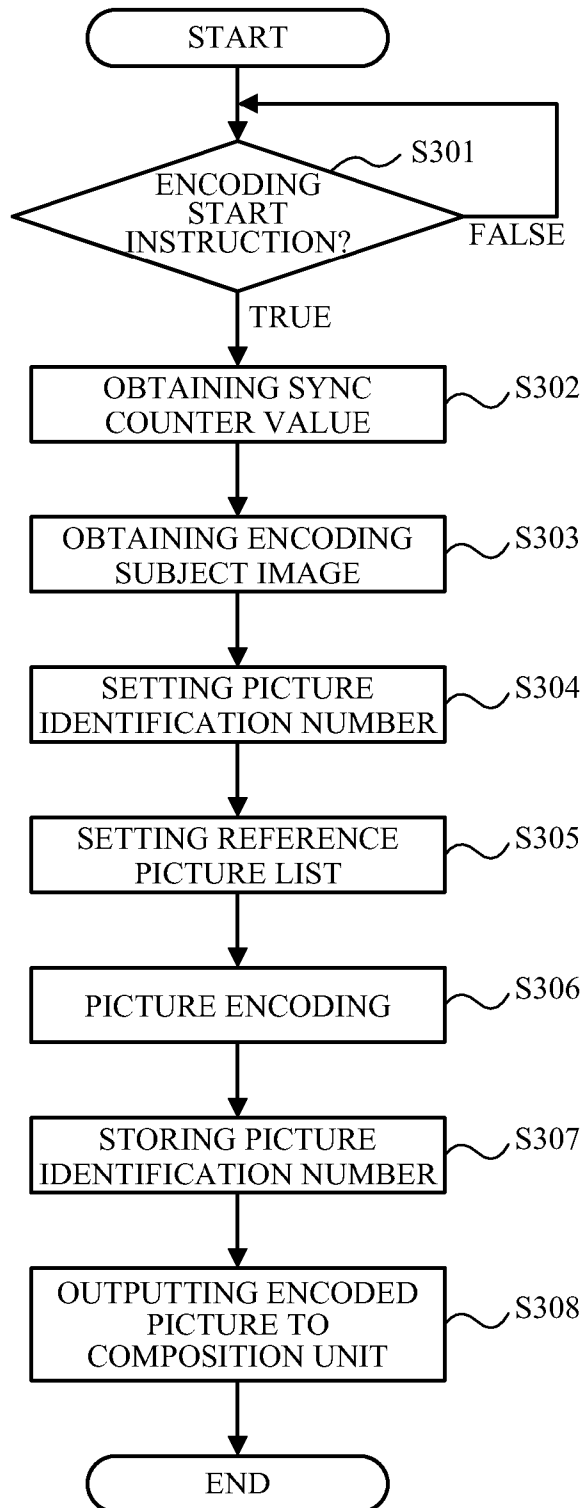 START
S301
ENCODING
START
INSTRUCTION?
FALSE
TRUE
OBTAINING SYNC
COUNTER VALUE
S302
OBTAINING ENCODING
SUBJECT IMAGE
S303
SETTING PICTURE
IDENTIFICATION NUMBER
S304
SETTING REFERENCE
PICTURE LIST
S305
PICTURE ENCODING
S306
STORING PICTURE
IDENTIFICATION NUMBER
S307
OUTPUTTING ENCODED
PICTURE TO
COMPOSITION UNIT
S308
END